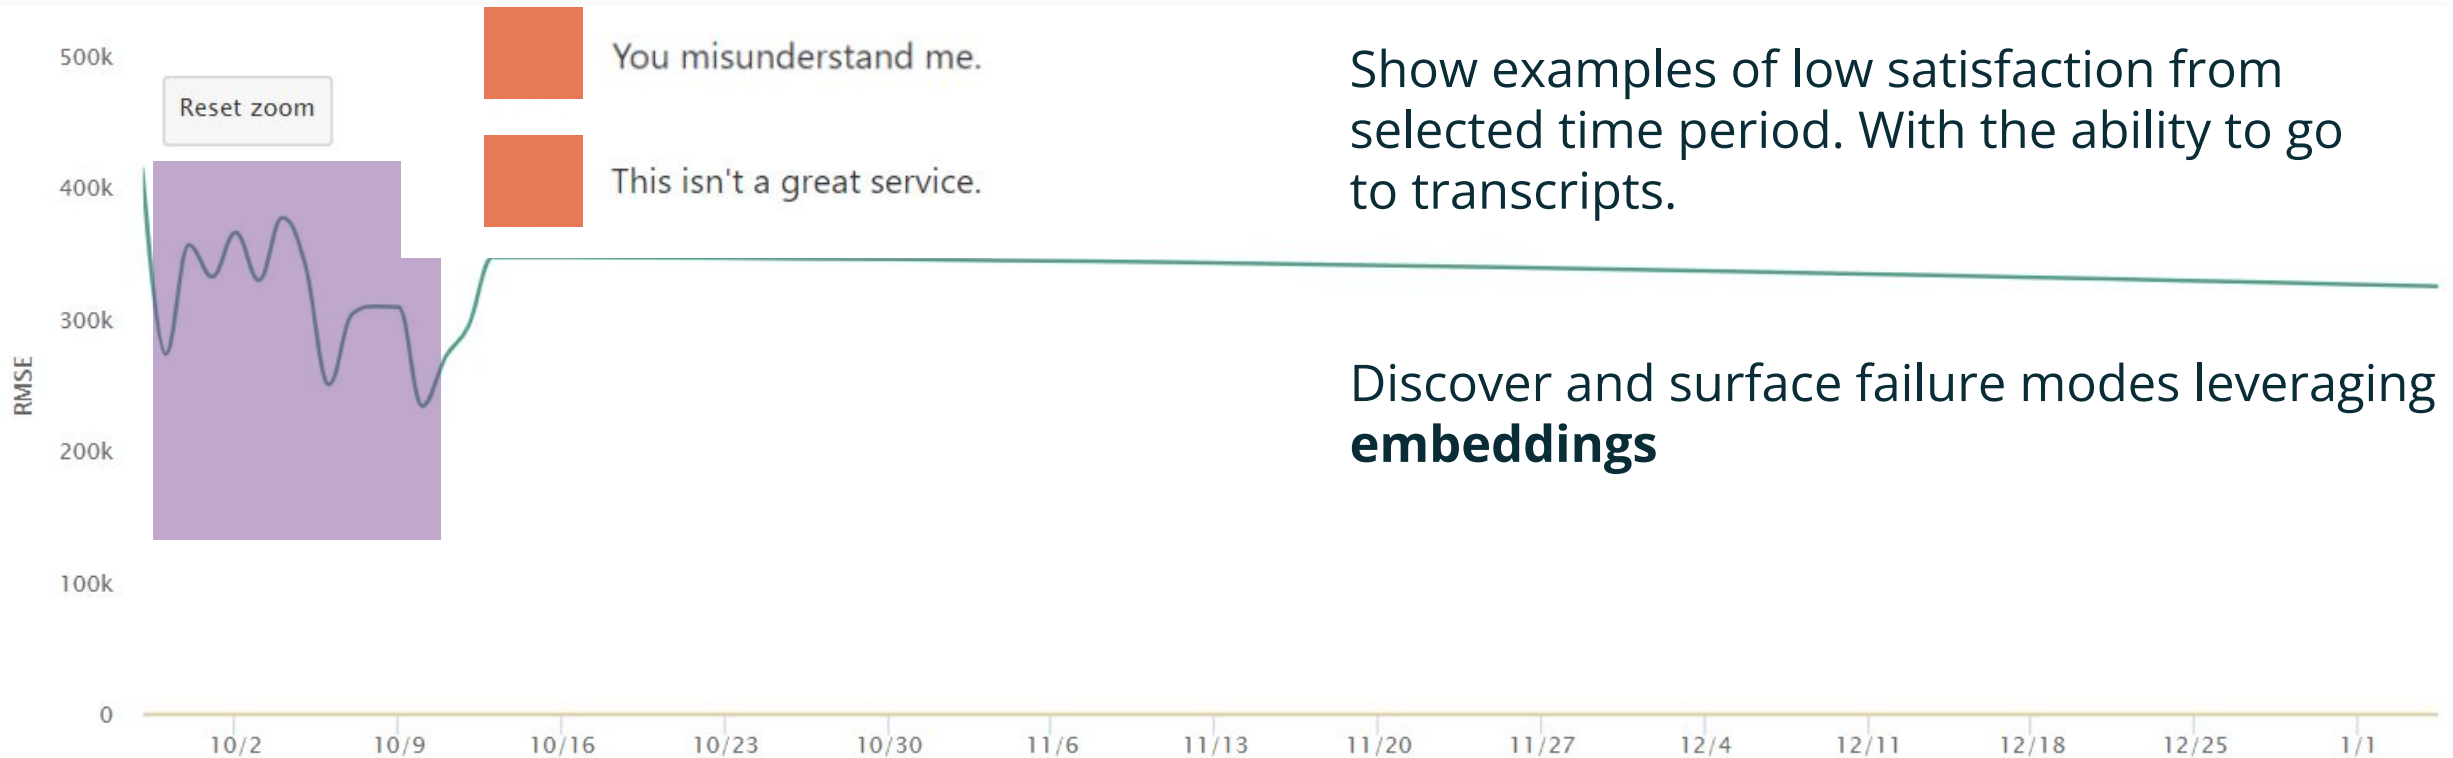 500k
Reset zoom
400k
300k
RMSE
200k
100k
0
You misunderstand me.
This isn't a great service.
Show examples of low satisfaction from
selected time period. With the ability to go
to transcripts.
Discover and surface failure modes leveraging
embeddings
10/2 10/9 10/16 10/23 10/30 11/6 11/13 11/20 11/27 12/4 12/11 12/18 12/25 1/1